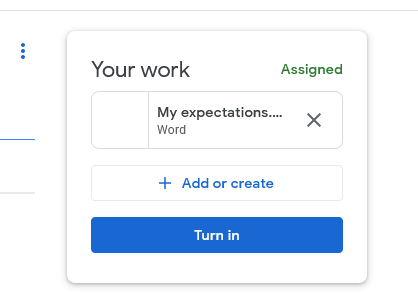 Your work
Assigned
My expectations....
Word
Add or create
Turn in